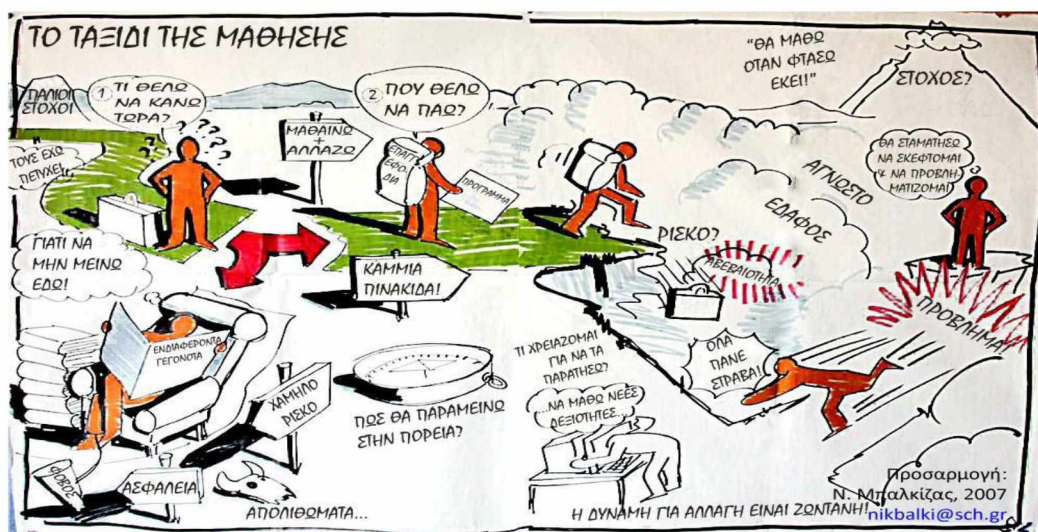 ΤΟ ΤΑΞΙΔΙ ΤΗΣ ΜΑΘΗΣΗΣ
ΠΑΛΙΟΙ
ΣΤΟΧΟΙ
ΤΟΥΣ ΕΧΩ
ΠΕΤΥΧΕΙ
1 ΤΙ ΘΕΛΩ
ΝΑ ΚΑΝΩ
ΤΩΡΑ?
? ? ? ? ? ? ?
ΜΑΘΑΙΝΩ
+
ΑΛΛΑΖΩ
2 ΠΟΥ ΘΕΛΩ
ΝΑ ΠΑΩ?
ΕΦΟ-
ΔΙΑ
ΠΡΟΓΡΑΜΜΑ
"ΘΑ ΜΑΘΩ
ΟΤΑΝ ΦΤΑΣΩ
ΕΚΕΙ!"
ΣΤΟΧΟΣ?
ΘΑ ΣΤΑΜΑΤΗΣΩ
ΝΑ ΣΚΕΦΤΟΜΑΙ
& ΝΑ ΠΡΟΒΛΗ-
ΜΑΤΙΖΟΜΑΙ
ΑΓΝΩΣΤΟ
ΕΔΑΦΟΣ
ΡΙΣΚΟ?
ΑΒΕΒΑΙΟΤΗΤΑ
ΠΡΟΒΛΗΜΑ!
ΓΙΑΤΙ ΝΑ
ΜΗΝ ΜΕΙΝΩ
ΕΔΩ!
ΚΑΜΜΙΑ
ΠΙΝΑΚΙΔΑ!
ΕΝΔΙΑΦΕΡΟΝΤΑ
ΓΕΓΟΝΟΤΑ
ΧΑΜΗΛΟ
ΡΙΣΚΟ
ΠΩΣ ΘΑ ΠΑΡΑΜΕΙΝΩ
ΣΤΗΝ ΠΟΡΕΙΑ?
ΦΟΒΟΣ
ΑΣΦΑΛΕΙΑ
ΑΠΟΛΙΘΩΜΑΤΑ...
ΤΙ ΧΡΕΙΑΖΟΜΑΙ
ΓΙΑ ΝΑ ΤΑ
ΠΑΡΑΤΗΣΩ?
...ΝΑ ΜΑΘΩ ΝΕΕΣ
ΔΕΞΙΟΤΗΤΕΣ...
ΟΛΑ
ΠΑΝΕ
ΣΤΡΑΒΑ!
Η ΔΥΝΑΜΗ ΓΙΑ ΑΛΛΑΓΗ ΕΙΝΑΙ ΖΩΝΤΑΝΗ!
Προσαρμογή:
Ν. Μπαλκίζας, 2007
nikbalki@sch.gr